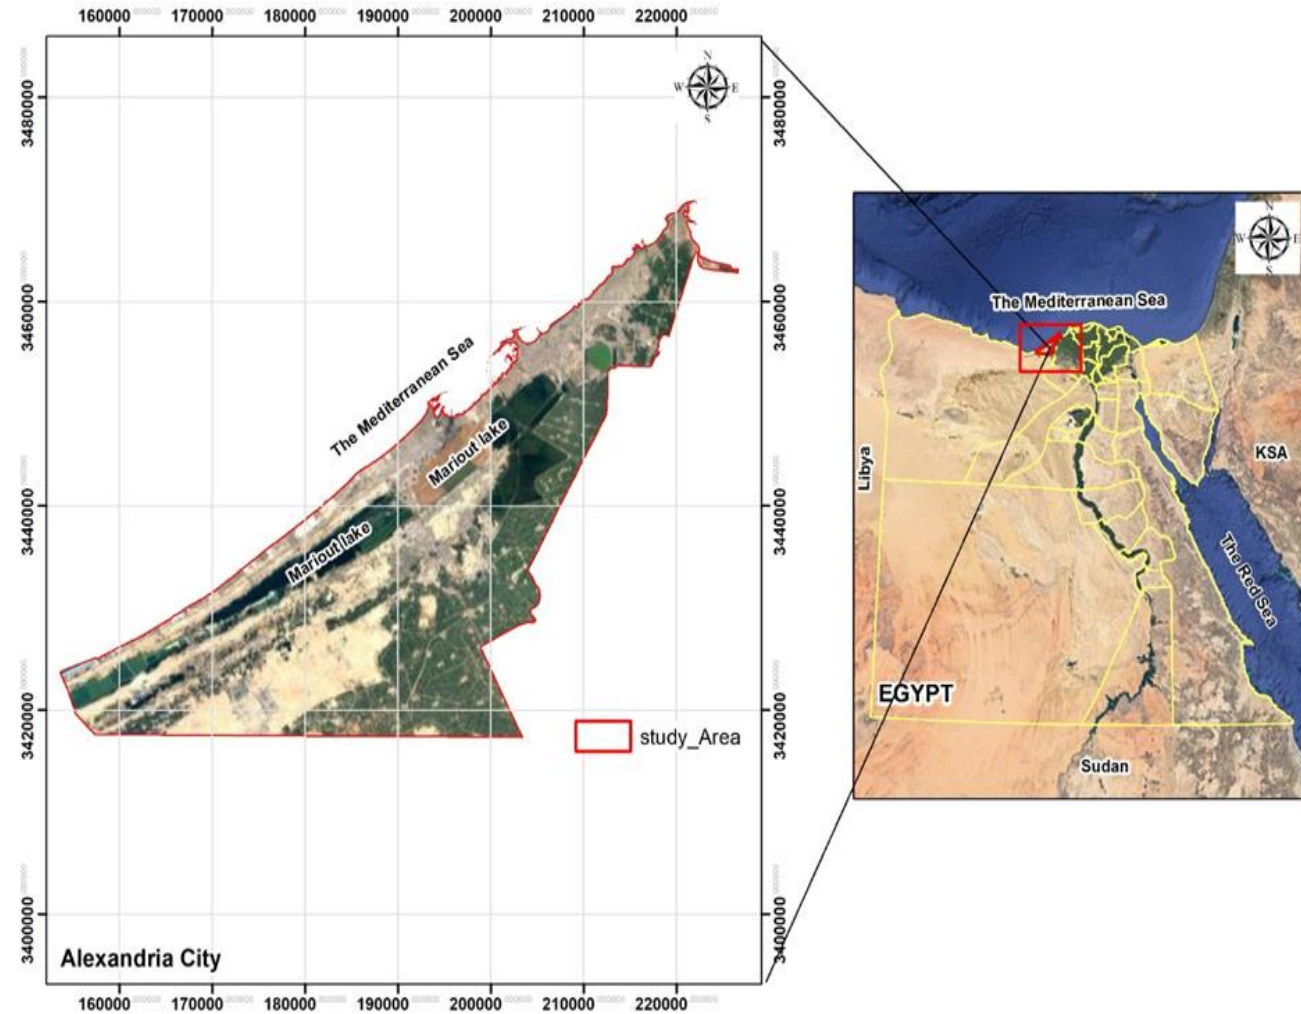 160000 170000 180000 190000 200000 210000 220000
N
W E
S
3480000 3480000
3460000 3460000
3440000 3440000
3420000 3420000
3400000 3400000
The Mediterranean Sea
Mariout lake
Mariout lake
study_Area
Alexandria City
160000 170000 180000 190000 200000 210000 220000
N
W E
S
The Mediterranean Sea
Libya
KSA
The Red Sea
EGYPT
Sudan